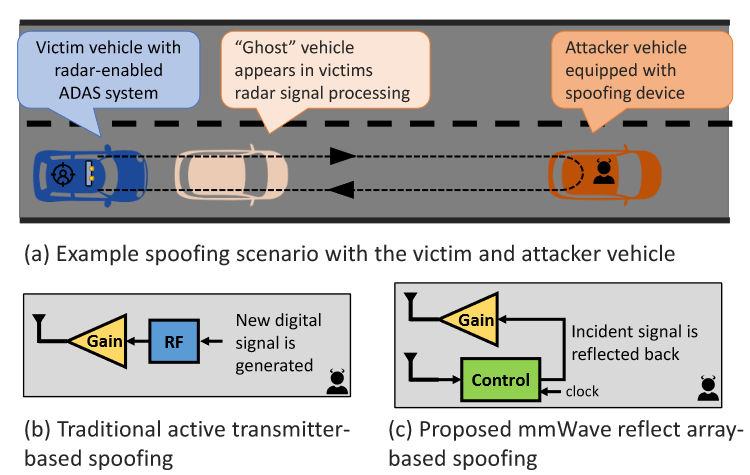 Victim vehicle with
radar-enabled
ADAS system
“Ghost” vehicle
appears in victims
radar signal processing
Attacker vehicle
equipped with
spoofing device
(a) Example spoofing scenario with the victim and attacker vehicle
Gain
RF
New digital
signal is
generated
(b) Traditional active transmitter-
based spoofing
Gain
Incident signal is
reflected back
Control
clock
(c) Proposed mmWave reflect array-
based spoofing